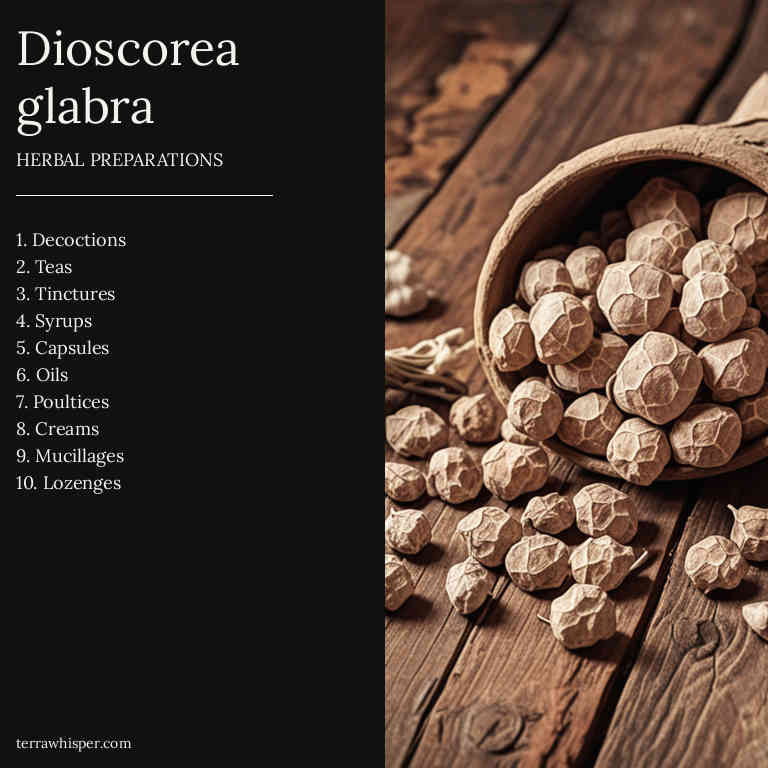 Dioscorea
glabra
HERBAL PREPARATIONS
1. Decoctions
2. Teas
3. Tinctures
4. Syrups
5. Capsules
6. Oils
7. Poultices
8. Creams
9. Mucillages
10. Lozenges
terrawhisper.com